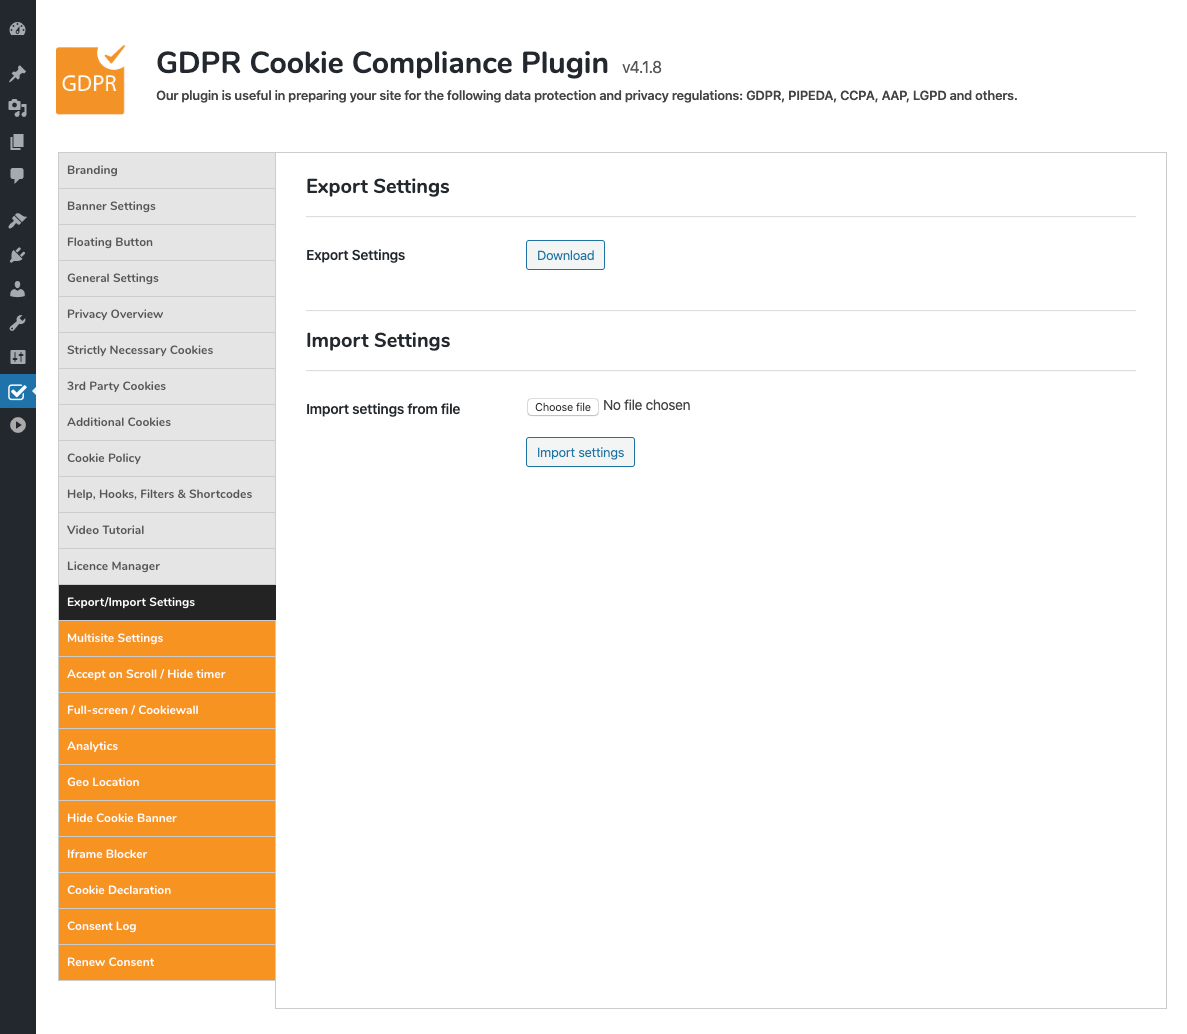 GDPR
GDPR Cookie Compliance Plugin v4.1.8
Our plugin is useful in preparing your site for the following data protection and privacy regulations: GDPR, PIPEDA, CCPA, AAP, LGPD and others.
Branding
Banner Settings
Floating Button
General Settings
Privacy Overview
Strictly Necessary Cookies
3rd Party Cookies
Additional Cookies
Cookie Policy
Help, Hooks, Filters & Shortcodes
Video Tutorial
Licence Manager
Export/Import Settings
Multisite Settings
Accept on Scroll / Hide timer
Full-screen / Cookiewall
Analytics
Geo Location
Hide Cookie Banner
Iframe Blocker
Cookie Declaration
Consent Log
Renew Consent
Export Settings
Export Settings Download
Import Settings
Import settings from file Choose file No file chosen
Import settings